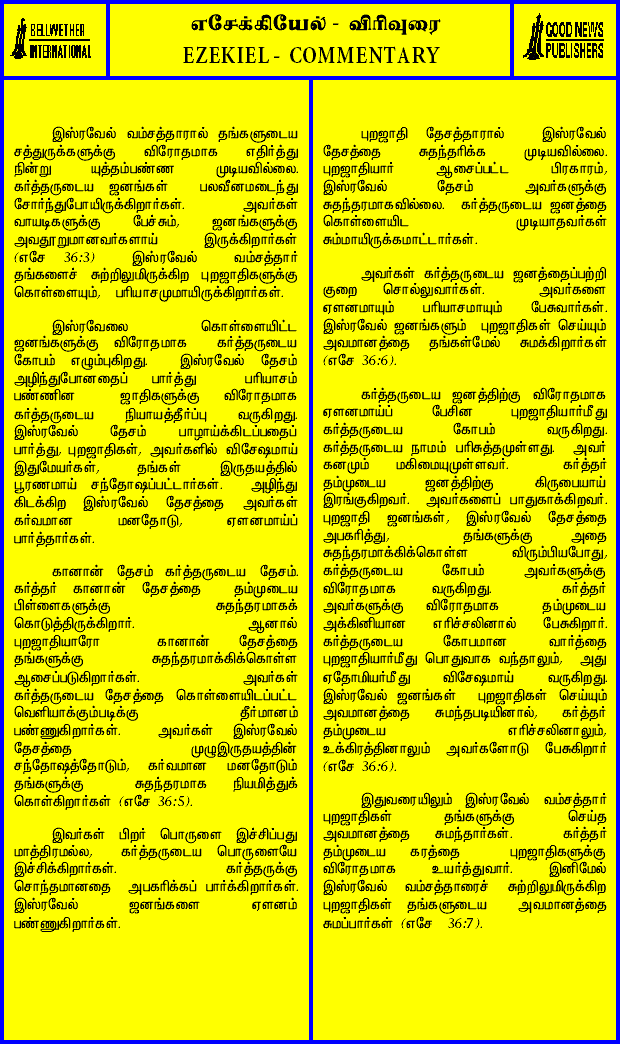 BELLWETHER
INTERNATIONAL
எசேக்கியேல் - விரிவுரை
EZEKIEL - COMMENTARY
GOOD NEWS
PUBLISHERS
இஸ்ரவேல் வம்சத்தாரால் தங்களுடைய
சத்துருக்களுக்கு விரோதமாக எதிர்த்து
நின்று யுத்தம்பண்ண முடியவில்லை.
கர்த்தருடைய ஜனங்கள் பலவீனமடைந்து
சோர்ந்துபோயிருக்கிறார்கள். அவர்கள்
வாயடிகளுக்கு பேச்சும், ஜனங்களுக்கு
அவதூறுமானவர்களாய் இருக்கிறார்கள்
(எசே 36:3) இஸ்ரவேல் வம்சத்தார்
தங்களைச் சுற்றிலுமிருக்கிற புறஜாதிகளுக்கு
கொள்ளையும், பரியாசமுமாயிருக்கிறார்கள்.
இஸ்ரவேலை கொள்ளையிட்ட
ஜனங்களுக்கு விரோதமாக கர்த்தருடைய
கோபம் எழும்புகிறது. இஸ்ரவேல் தேசம்
அழிந்துபோனதைப் பார்த்து பரியாசம்
பண்ணின ஜாதிகளுக்கு விரோதமாக
கர்த்தருடைய நியாயத்தீர்ப்பு வருகிறது.
இஸ்ரவேல் தேசம் பாழாய்க்கிடப்பதைப்
பார்த்து, புறஜாதிகள், அவர்களில் விசேஷமாய்
இதுமேயர்கள், தங்கள் இருதயத்தில்
பூரணமாய் சந்தோஷப்பட்டார்கள். அழிந்து
கிடக்கிற இஸ்ரவேல் தேசத்தை அவர்கள்
கர்வமான மனதோடு, ஏளனமாய்ப்
பார்த்தார்கள்.
கானான் தேசம் கர்த்தருடைய தேசம்.
கர்த்தர் கானான் தேசத்தை தம்முடைய
பிள்ளைகளுக்கு சுதந்தரமாகக்
கொடுத்திருக்கிறார். ஆனால்
புறஜாதியாரோ கானான் தேசத்தை
தங்களுக்கு சுதந்தரமாக்கிக்கொள்ள
ஆசைப்படுகிறார்கள். அவர்கள்
கர்த்தருடைய தேசத்தை கொள்ளையிடப்பட்ட
வெளியாக்கும்படிக்கு தீர்மானம்
பண்ணுகிறார்கள். அவர்கள் இஸ்ரவேல்
தேசத்தை முழுஇருதயத்தின்
சந்தோஷத்தோடும், கர்வமான மனதோடும்
தங்களுக்கு சுதந்தரமாக நியமித்துக்
கொள்கிறார்கள் (எசே 36:5).
இவர்கள் பிறர் பொருளை இச்சிப்பது
மாத்திரமல்ல, கர்த்தருடைய பொருளையே
இச்சிக்கிறார்கள். கர்த்தருக்கு
சொந்தமானதை அபகரிக்கப் பார்க்கிறார்கள்.
இஸ்ரவேல் ஜனங்களை ஏளனம்
பண்ணுகிறார்கள்.
புறஜாதி தேசத்தாரால் இஸ்ரவேல்
தேசத்தை சுதந்தரிக்க முடியவில்லை.
புறஜாதியார் ஆசைப்பட்ட பிரகாரம்,
இஸ்ரவேல் தேசம் அவர்களுக்கு
சுதந்தரமாகவில்லை. கர்த்தருடைய ஜனத்தை
கொள்ளையிட முடியாதவர்கள்
சும்மாயிருக்கமாட்டார்கள்.
அவர்கள் கர்த்தருடைய ஜனத்தைப்பற்றி
குறை சொல்லுவார்கள். அவர்களை
ஏளனமாயும் பரியாசமாயும் பேசுவார்கள்.
இஸ்ரவேல் ஜனங்களும் புறஜாதிகள் செய்யும்
அவமானத்தை தங்கள்மேல் சுமக்கிறார்கள்
(எசே 36:6).
கர்த்தருடைய ஜனத்திற்கு விரோதமாக
ஏளனமாய்ப் பேசின புறஜாதியார்மீது
கர்த்தருடைய கோபம் வருகிறது.
கர்த்தருடைய நாமம் பரிசுத்தமுள்ளது. அவர்
கனமும் மகிமையுமுள்ளவர். கர்த்தர்
தம்முடைய ஜனத்திற்கு கிருபையாய்
இரங்குகிறவர். அவர்களைப் பாதுகாக்கிறவர்.
புறஜாதி ஜனங்கள், இஸ்ரவேல் தேசத்தை
அபகரித்து, தங்களுக்கு அதை
சுதந்தரமாக்கிக்கொள்ள விரும்பியபோது,
கர்த்தருடைய கோபம் அவர்களுக்கு
விரோதமாக வருகிறது. கர்த்தர்
அவர்களுக்கு விரோதமாக தம்முடைய
அக்கினியான எரிச்சலினால் பேசுகிறார்.
கர்த்தருடைய கோபமான வார்த்தை
புறஜாதியார்மீது பொதுவாக வந்தாலும், அது
ஏதோமியர்மீது விசேஷமாய் வருகிறது.
இஸ்ரவேல் ஜனங்கள் புறஜாதிகள் செய்யும்
அவமானத்தை சுமந்தபடியினால், கர்த்தர்
தம்முடைய எரிச்சலினாலும்,
உக்கிரத்தினாலும் அவர்களோடு பேசுகிறார்
(எசே 36:6).
இதுவரையிலும் இஸ்ரவேல் வம்சத்தார்
புறஜாதிகள் தங்களுக்கு செய்த
அவமானத்தை சுமந்தார்கள். கர்த்தர்
தம்முடைய கரத்தை புறஜாதிகளுக்கு
விரோதமாக உயர்த்துவார். இனிமேல்
இஸ்ரவேல் வம்சத்தாரைச் சுற்றிலுமிருக்கிற
புறஜாதிகள் தங்களுடைய அவமானத்தை
சுமப்பார்கள் (எசே 36:7).